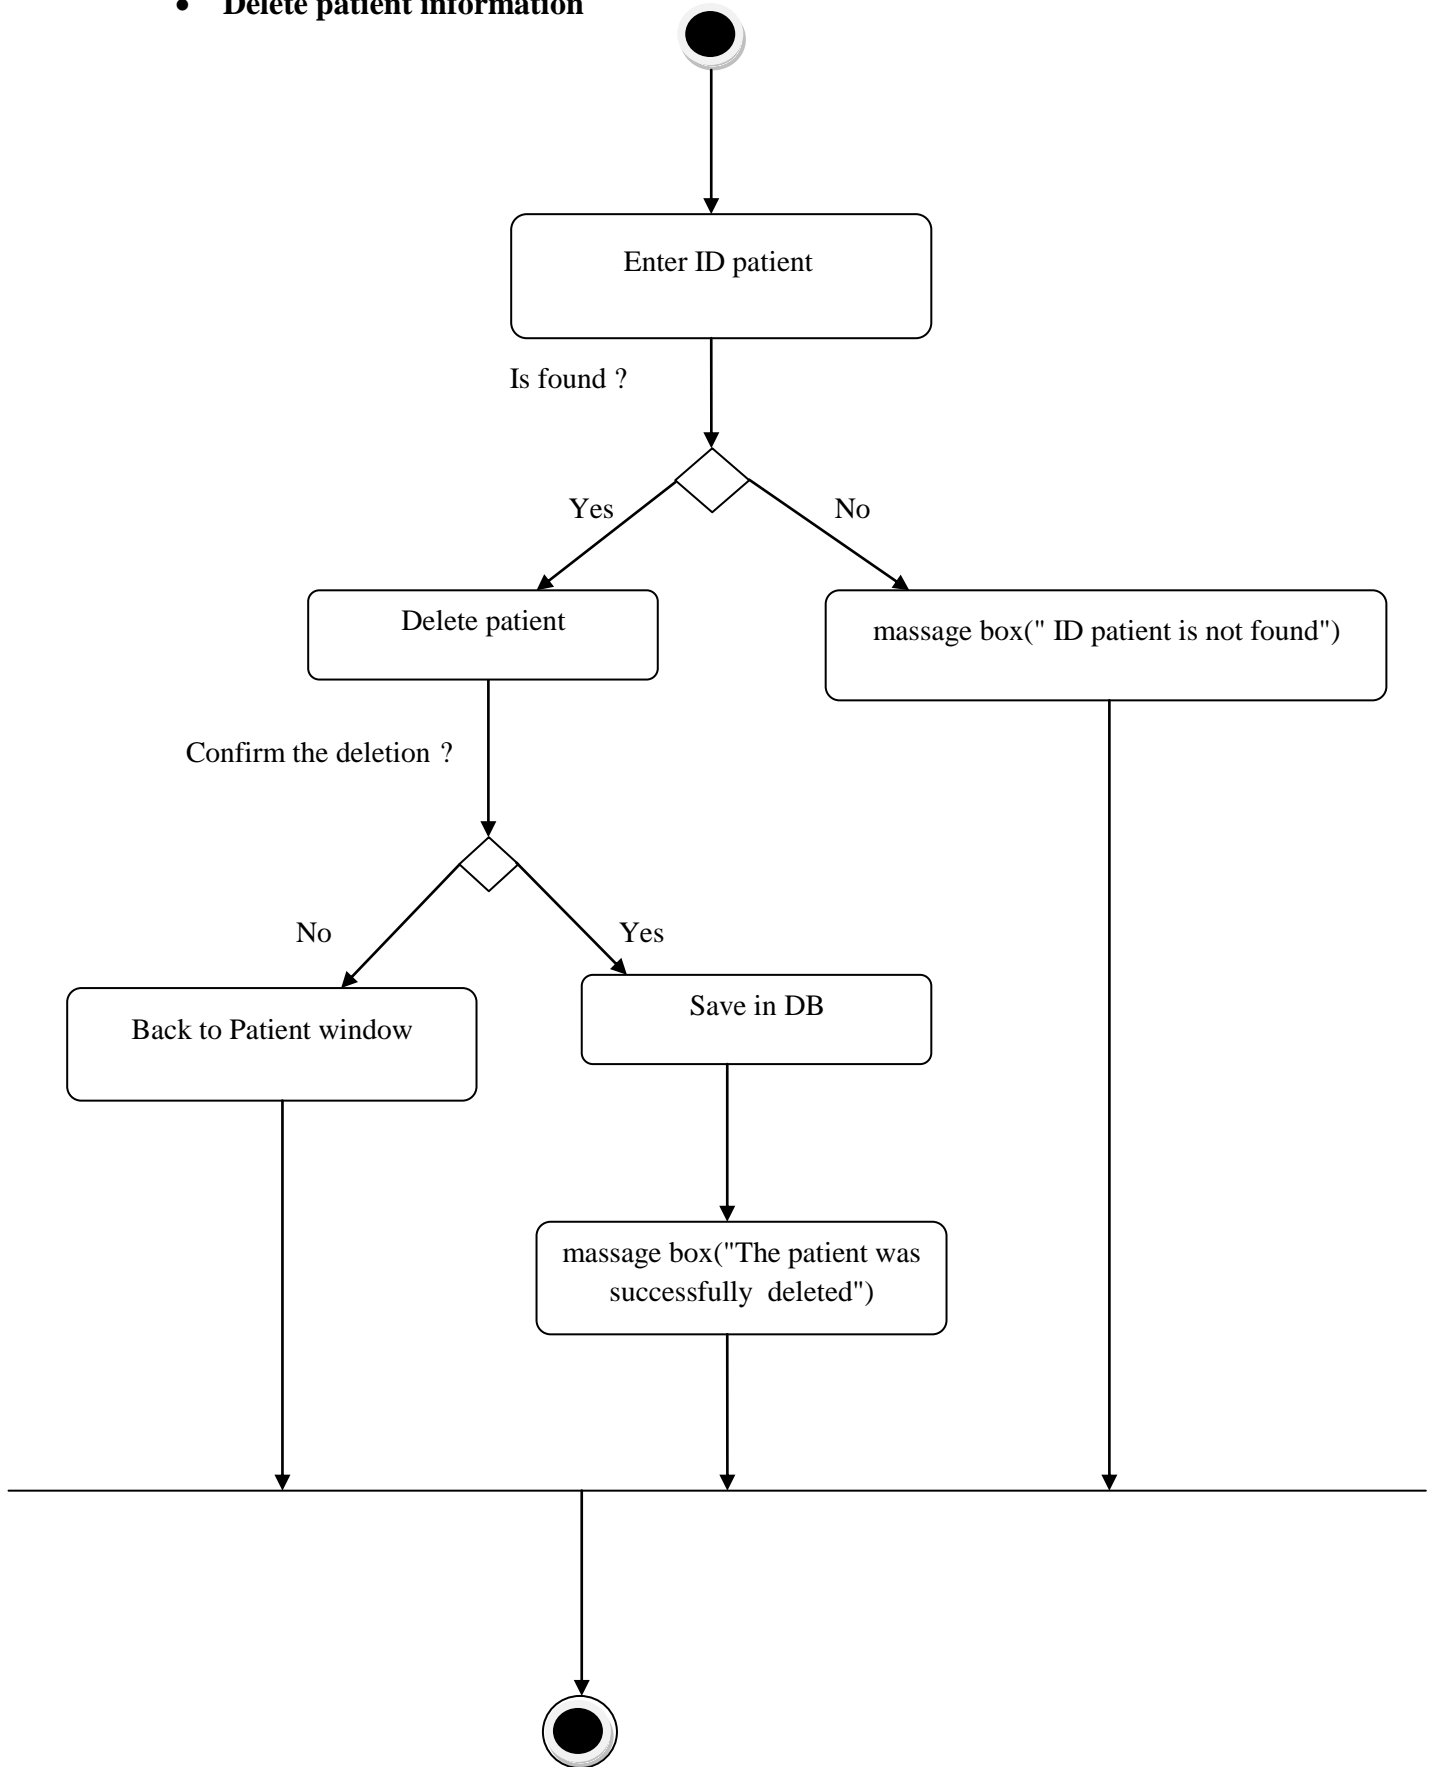 • Delete patient information
Enter ID patient
Is found ?
Yes
No
Delete patient
massage box(" ID patient is not found")
Confirm the deletion ?
No
Yes
Back to Patient window
Save in DB
massage box("The patient was
successfully  deleted")